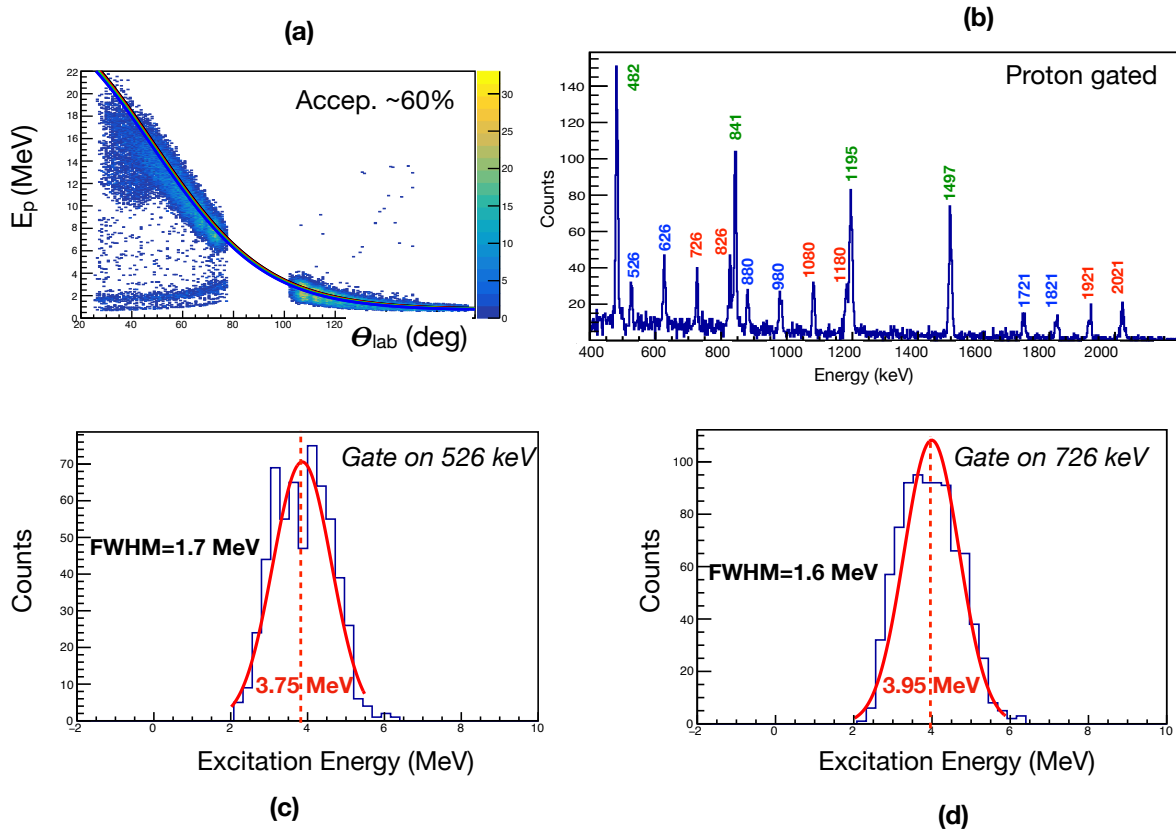 (a)
22
20
18
16
14
12
10
8
6
4
2
0
20 40 60 80 100 120
Accep. ~60%
30
25
20
15
10
5
0
E_p (MeV)
Θ_lab (deg)
(b)
Proton gated
140
120
100
80
60
40
20
Counts
482
526
626
726
826
841
880
980
1080
1180
1195
1497
1721
1821
1921
2021
400 600 800 1000 1200 1400 1600 1800 2000
Energy (keV)
Gate on 526 keV
70
60
50
40
30
20
10
0
Counts
FWHM=1.7 MeV
3.75 MeV
−2 0 2 4 6 8 10
Excitation Energy (MeV)
(c)
Gate on 726 keV
100
80
60
40
20
0
Counts
FWHM=1.6 MeV
3.95 MeV
−2 0 2 4 6 8 10
Excitation Energy (MeV)
(d)